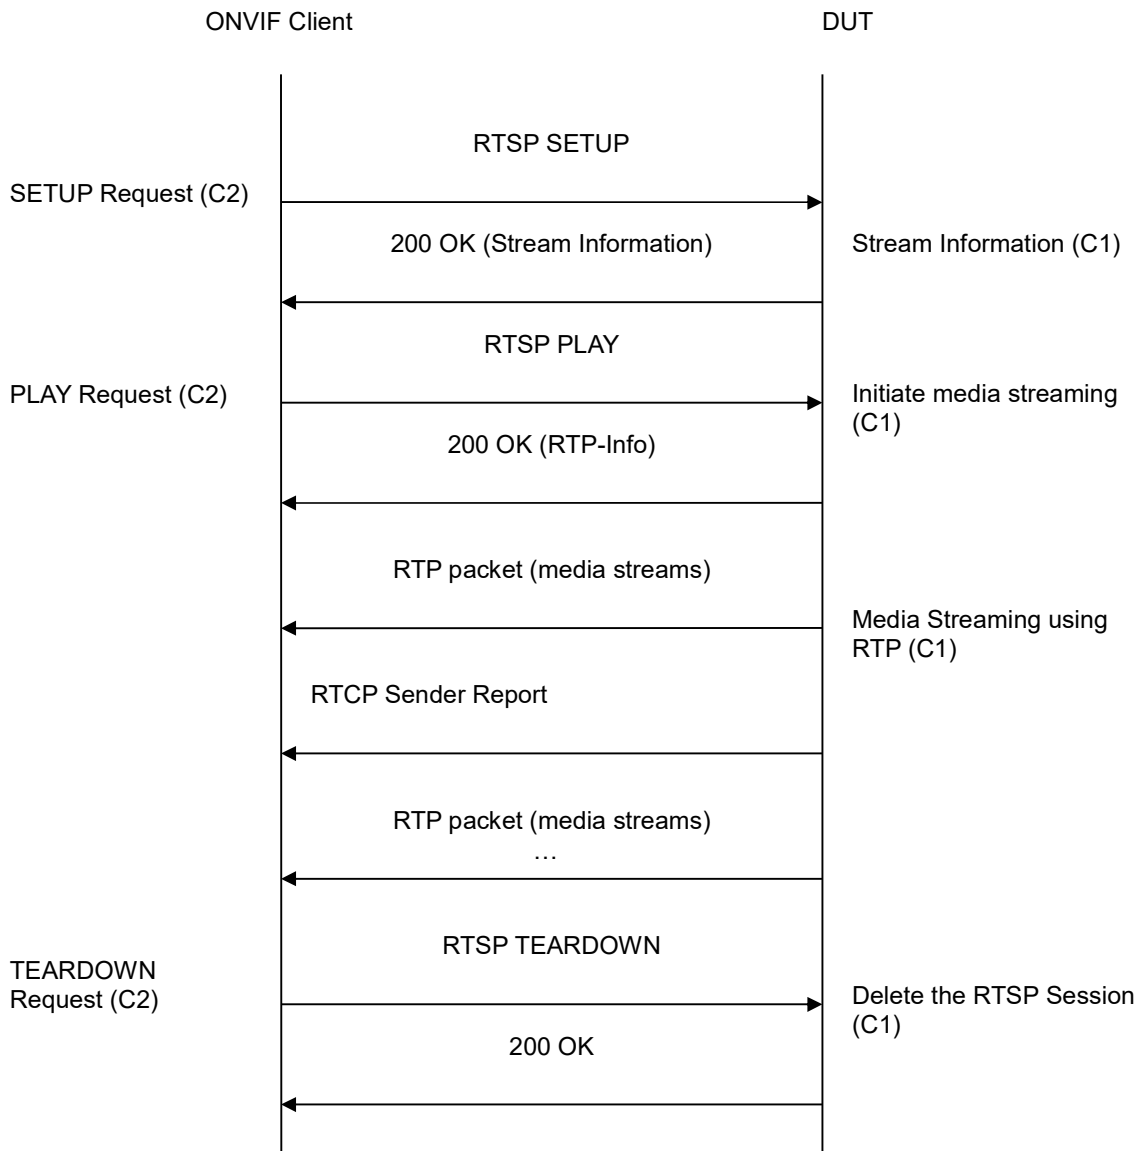 ONVIF Client
DUT
RTSP SETUP
SETUP Request (C2)
200 OK (Stream Information)
Stream Information (C1)
RTSP PLAY
PLAY Request (C2)
Initiate media streaming
(C1)
200 OK (RTP-Info)
RTP packet (media streams)
Media Streaming using
RTP (C1)
RTCP Sender Report
RTP packet (media streams)
…
RTSP TEARDOWN
TEARDOWN
Request (C2)
Delete the RTSP Session
(C1)
200 OK